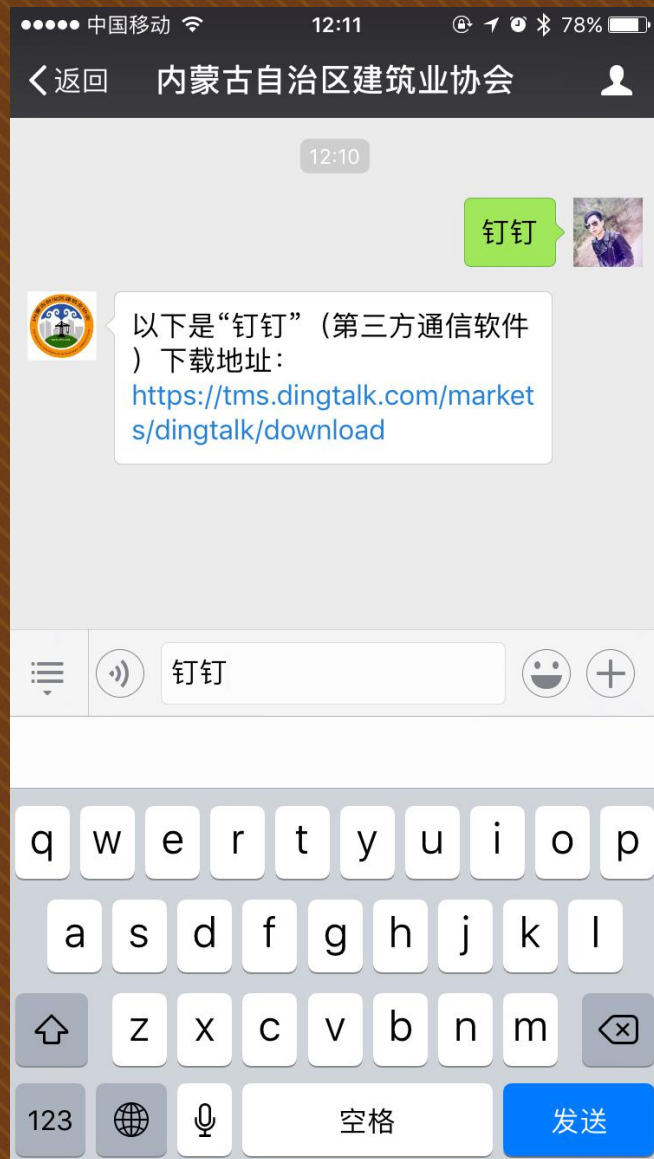 中国移动 12:11 78%
返回 内蒙古自治区建筑业协会
12:10
钉钉
以下是“钉钉”（第三方通信软件
）下载地址：
https://tms.dingtalk.com/market
s/dingtalk/download
钉钉
q w e r t y u i o p
a s d f g h j k l
z x c v b n m
123 空格 发送